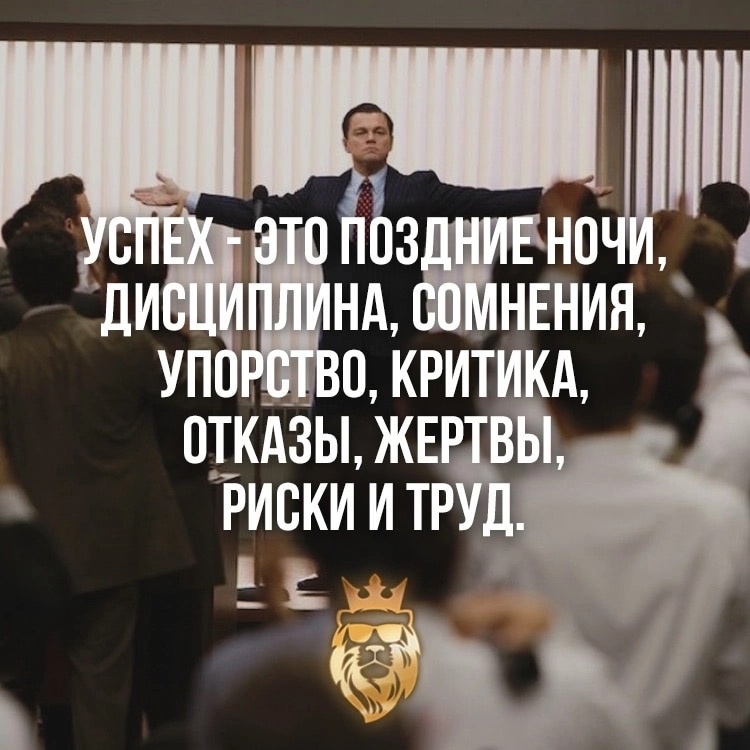 УСПЕХ - ЭТО ПОЗДНИЕ НОЧИ,
ДИСЦИПЛИНА, СОМНЕНИЯ,
УПОРСТВО, КРИТИКА,
ОТКАЗЫ, ЖЕРТВЫ,
РИСКИ И ТРУД.